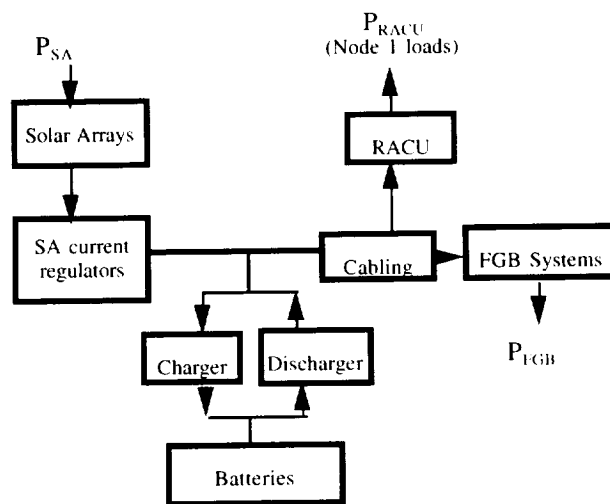 P_SA
P_RACU
(Node 1 loads)
Solar Arrays
RACU
SA current
regulators
Cabling
FGB Systems
Charger
Discharger
P_FGB
Batteries